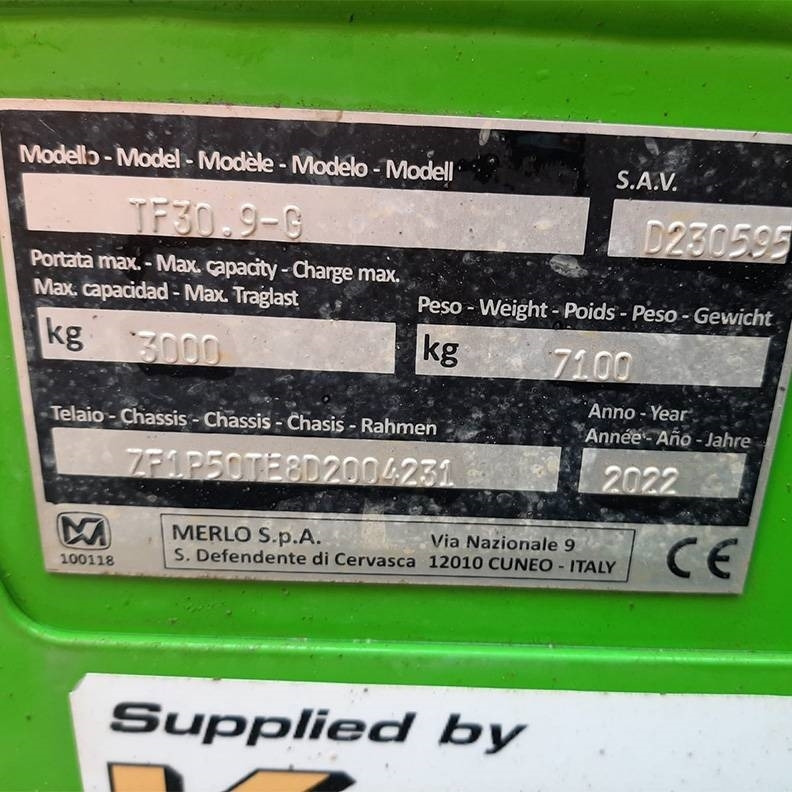 Modello - Model - Modèle - Modelo - Modell
S.A.V.
TF30.9-G
D230595
Portata max. - Max. capacity - Charge max.
Max. capacidad - Max. Traglast
Peso - Weight - Poids - Peso - Gewicht
kg 3000
kg 7100
Telaio - Chassis - Chassis - Chasis - Rahmen
Anno - Year
Année - Año - Jahre
ZF1P50TE8D2004231
2022
100118
MERLO S.p.A.
S. Defendente di Cervasca
Via Nazionale 9
12010 CUNEO - ITALY
CE
Supplied by